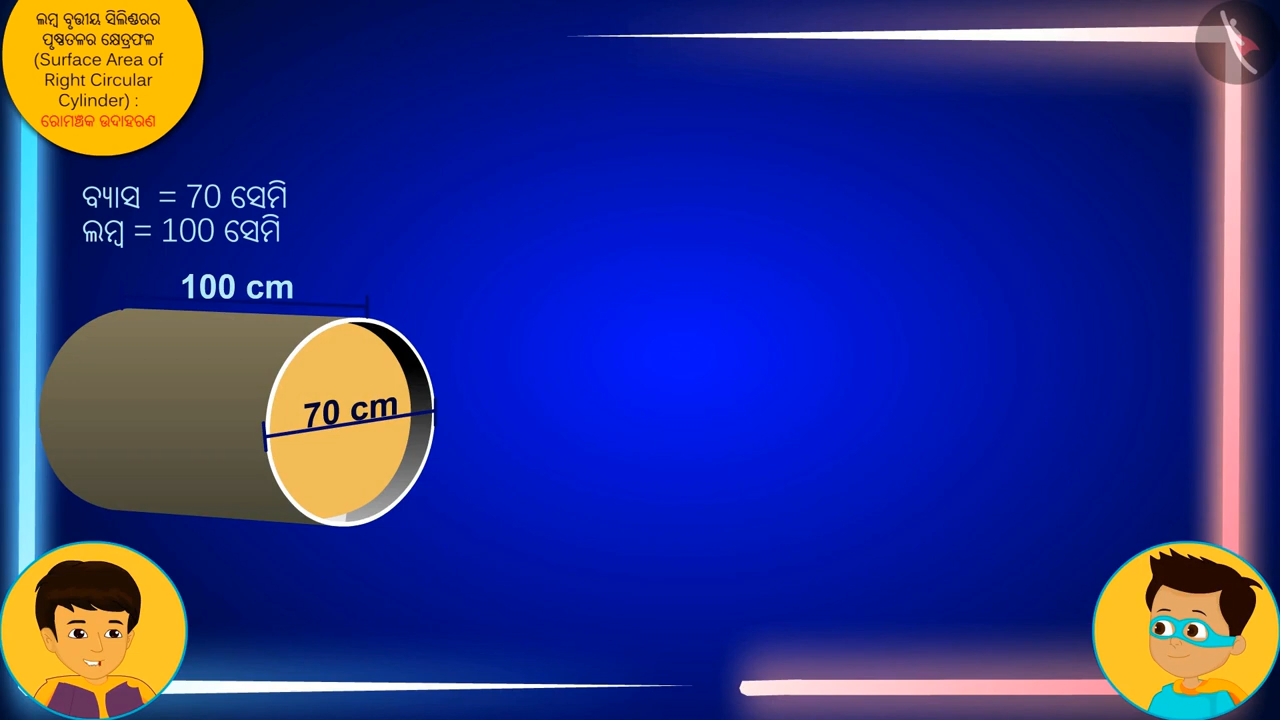 ଲମ୍ବ ବୃତ୍ତୀୟ ସିଲିଣ୍ଡରର
ପୃଷ୍ଠତଳର କ୍ଷେତ୍ରଫଳ
(Surface Area of
Right Circular
Cylinder) :
ରୋମାଞ୍ଚକ ଉଦାହରଣ
ବ୍ୟାସ = 70 ସେମି
ଲମ୍ବ = 100 ସେମି
100 cm
70 cm